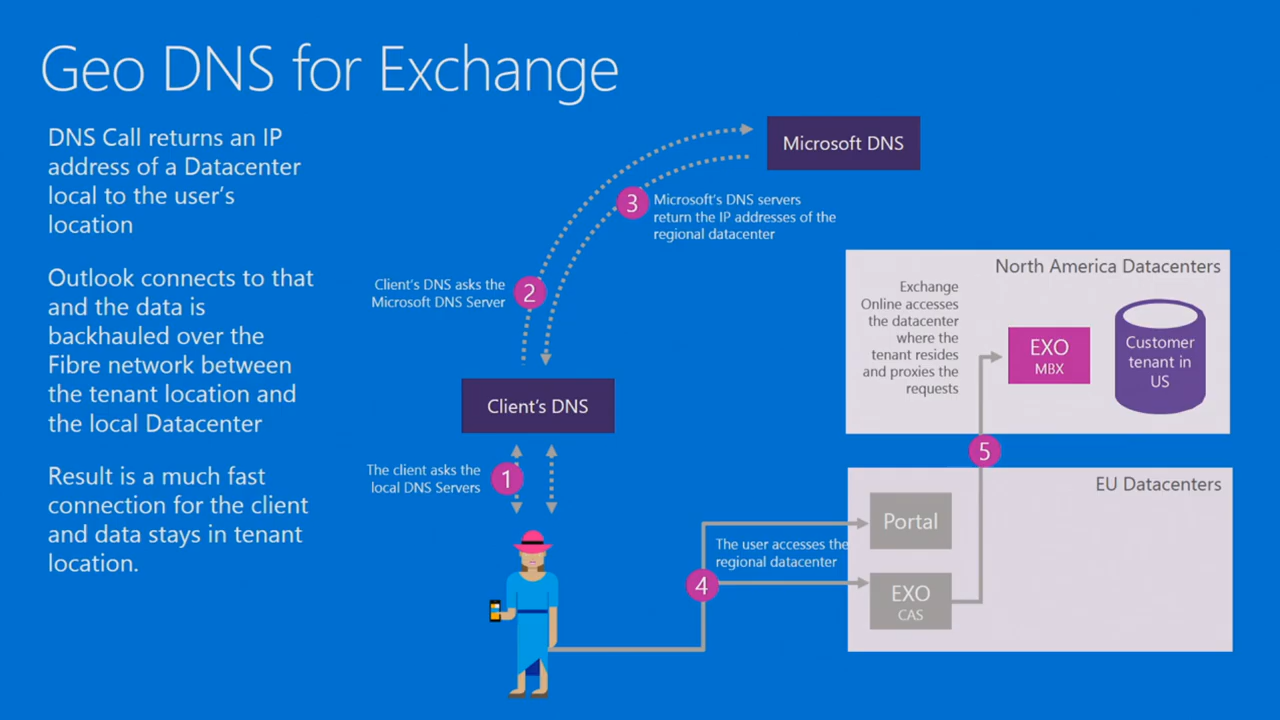 Geo DNS for Exchange
DNS Call returns an IP
address of a Datacenter
local to the user's
location
Outlook connects to that
and the data is
backhauled over the
Fibre network between
the tenant location and
the local Datacenter
Result is a much fast
connection for the client
and data stays in tenant
location.
Microsoft DNS
3
Microsoft's DNS servers
return the IP addresses of the
regional datacenter
Client's DNS asks the
Microsoft DNS Server
2
Client's DNS
The client asks the
local DNS Servers
1
North America Datacenters
Exchange
Online accesses
the datacenter
where the
tenant resides
and proxies the
requests
EXO
MBX
Customer
tenant in
US
5
EU Datacenters
Portal
The user accesses the
regional datacenter
4
EXO
CAS